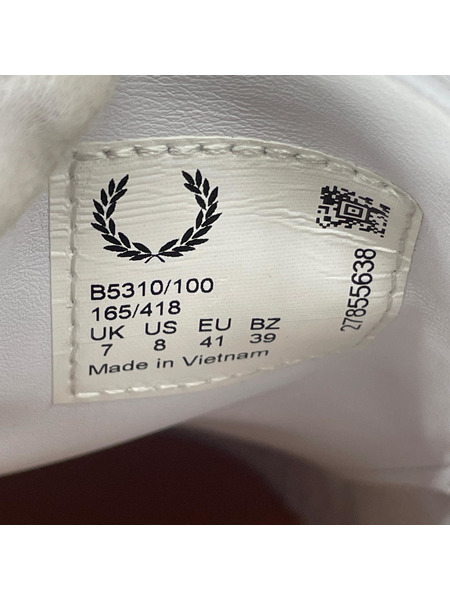 B5310/100
165/418
UK US EU BZ
7 8 41 39
Made in Vietnam
27855638